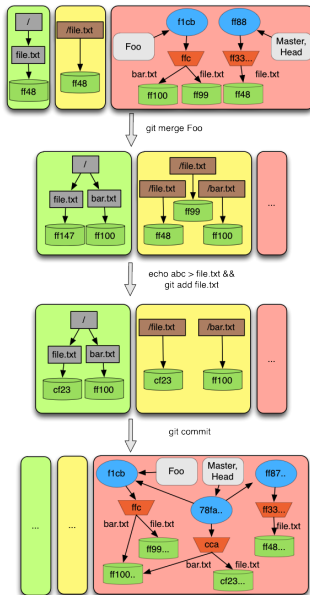 /
/file.txt
f1cb
ff88
file.txt
Foo
Master,
Head
ffc
ff33...
bar.txt
file.txt
file.txt
ff48
ff48
ff100
ff99
ff48
git merge Foo
/
/file.txt
file.txt
bar.txt
/file.txt
/bar.txt
ff99
...
ff147
ff100
ff48
ff100
echo abc > file.txt &&
git add file.txt
/
/file.txt
/bar.txt
file.txt
bar.txt
...
cf23
ff100
cf23
ff100
git commit
f1cb
Foo
Master,
Head
ff87..
ffc
78fa..
ff33...
bar.txt
file.txt
file.txt
...
...
ff99...
cca
ff48...
bar.txt
file.txt
ff100..
cf23...